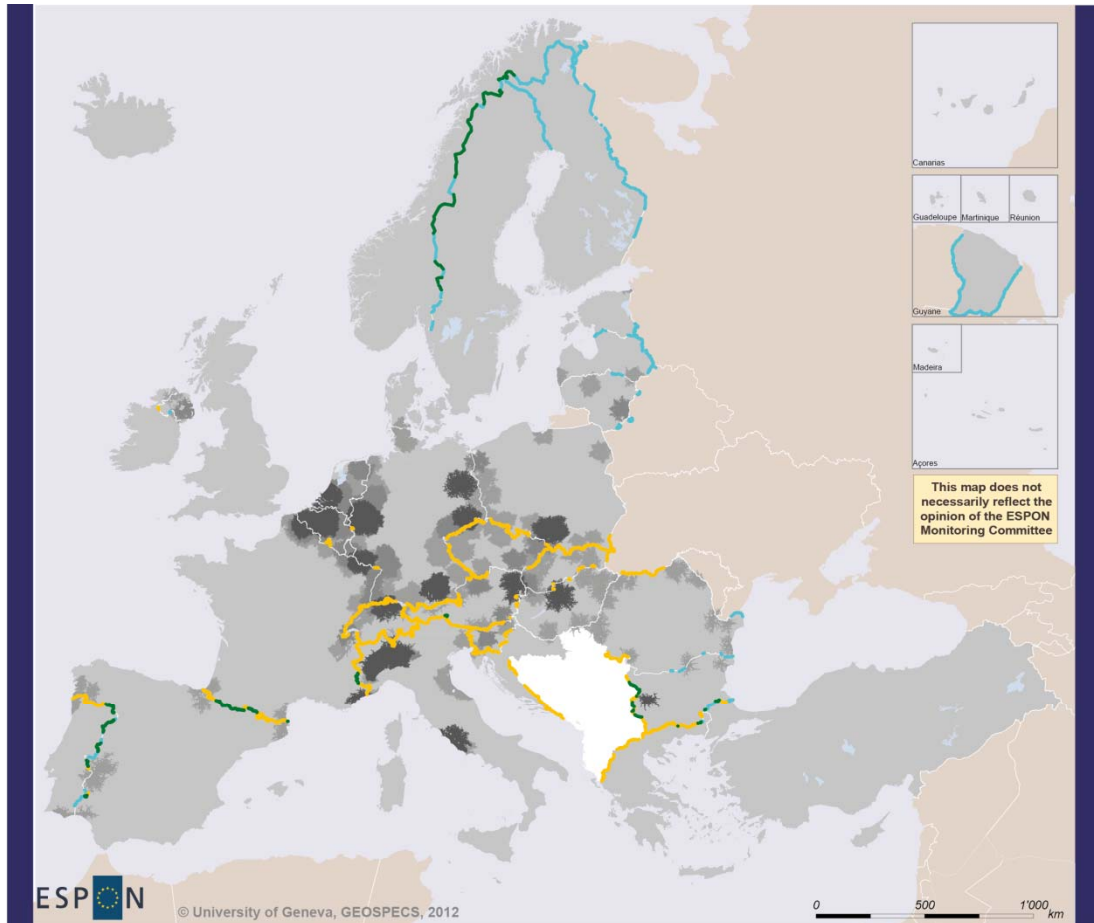 Canarias
Guadeloupe
Martinique
Réunion
Guyane
Madeira
Açores
This map does not
necessarily reflect the
opinion of the ESPON
Monitoring Committee
ESPON
© University of Geneva, GEOSPECS, 2012
0 500 1'000
km